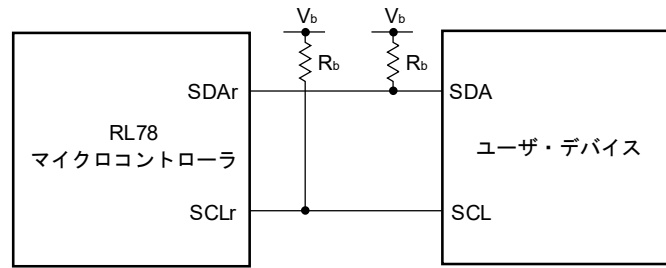 Vb Vb
Rb Rb
SDAr SDA
RL78
マイクロコントローラ
ユーザ・デバイス
SCLr SCL